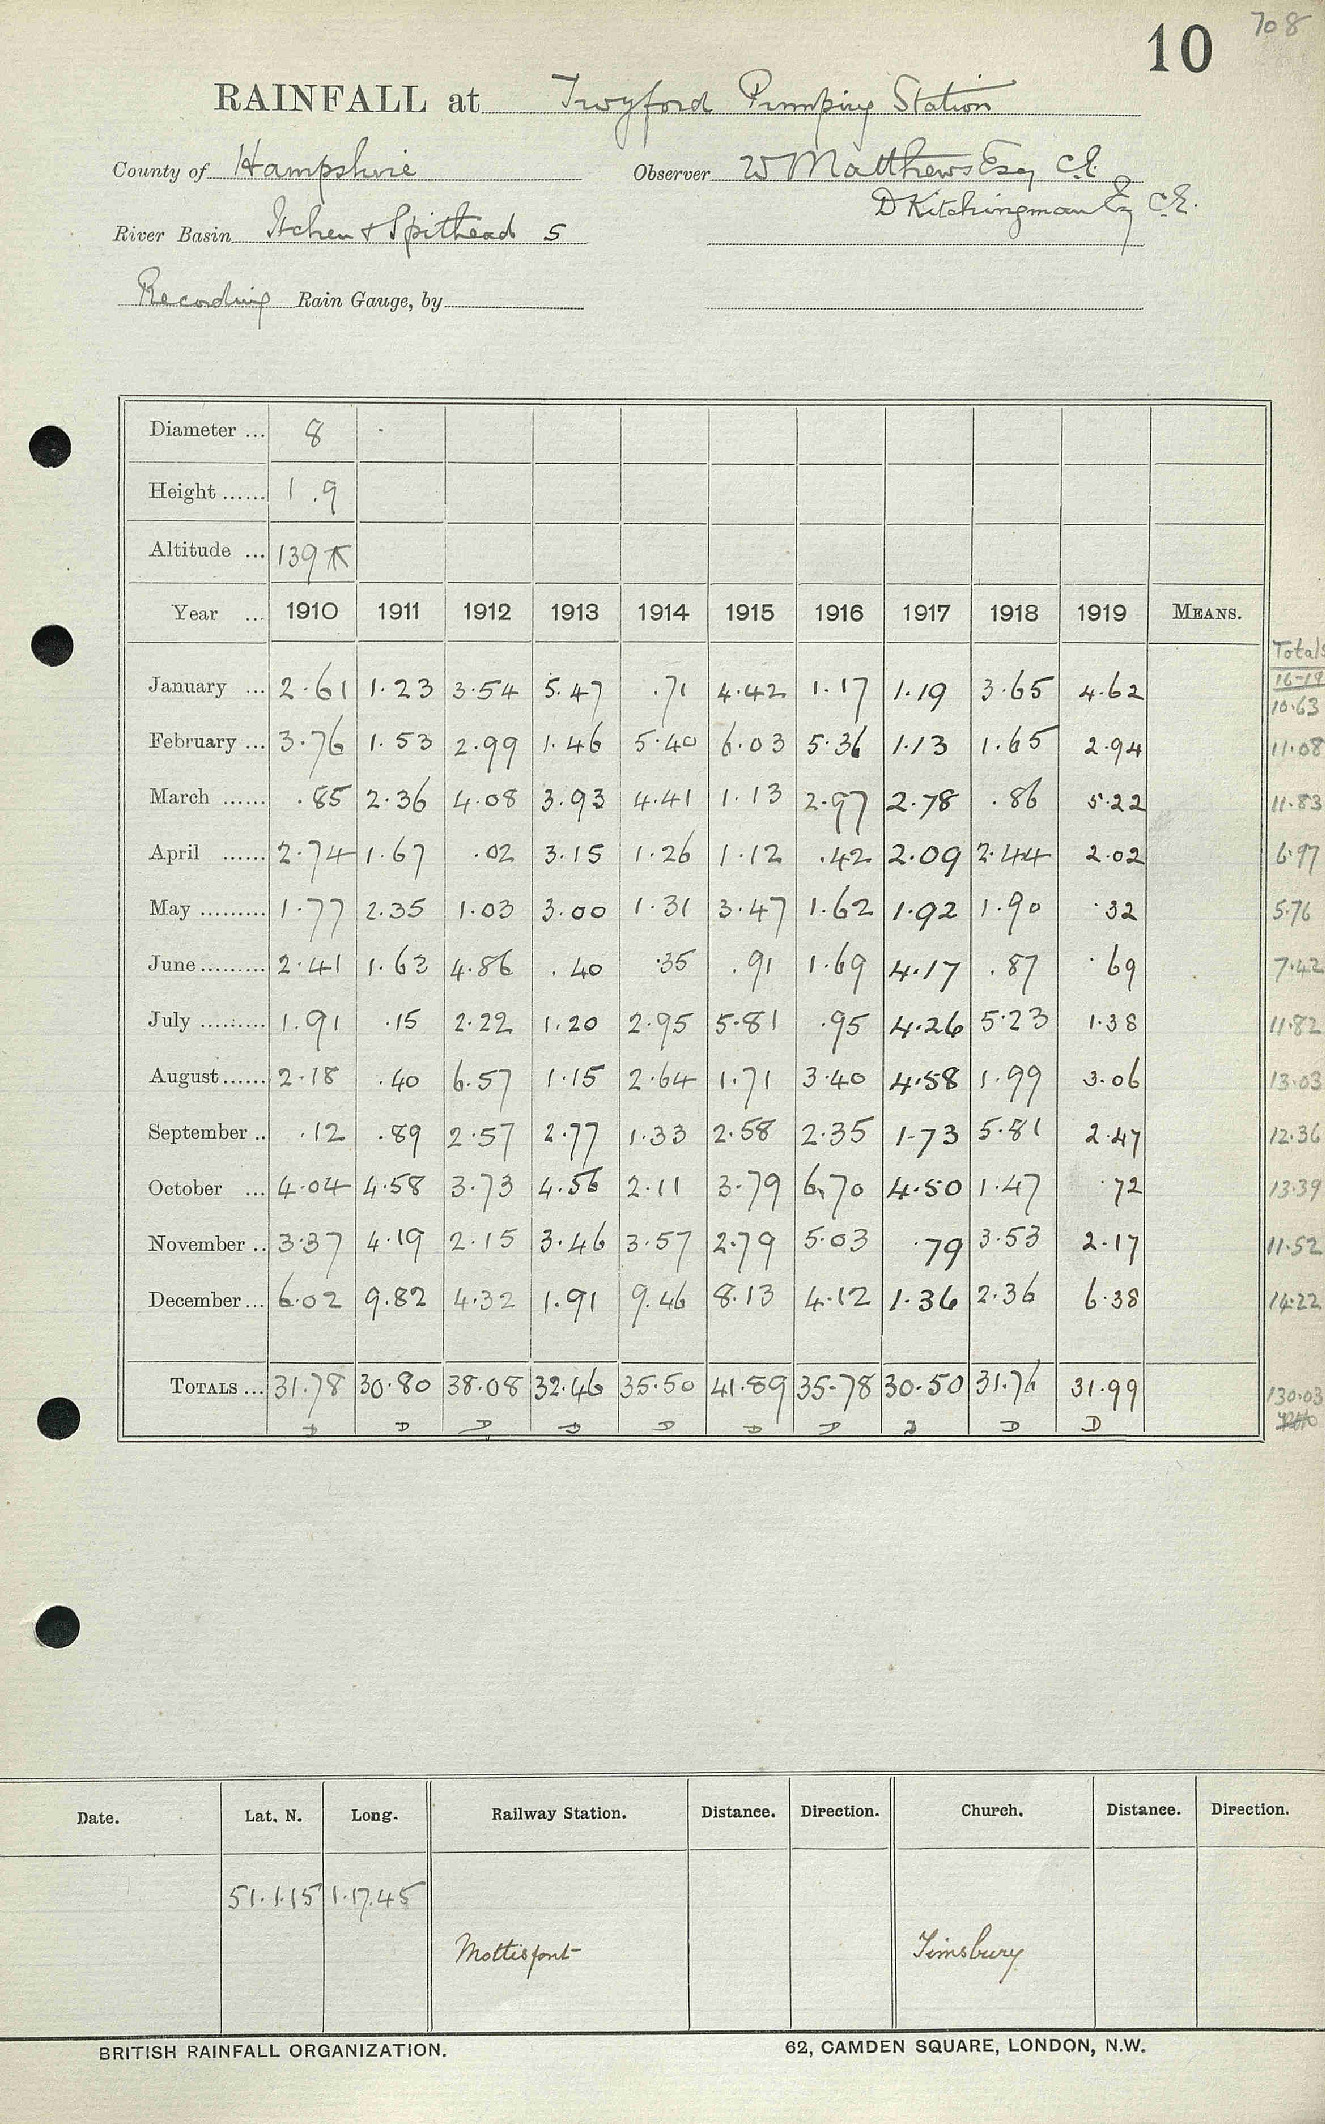 708
10
RAINFALL at Twyford Pumping Station
County of Hampshire Observer W Matthews Esq C.E.
D Kitchingman Esq C.E.
River Basin Itchen & Spithead 5
Recording Rain Gauge, by
Diameter ... 8
Height ...... 1.9
Altitude ... 139
Year ... 1910 1911 1912 1913 1914 1915 1916 1917 1918 1919 MEANS.
Totals
16-19
January ... 2.61 1.23 3.54 5.47 .71 4.42 1.17 1.19 3.65 4.62 10.63
February ... 3.76 1.53 2.99 1.46 5.40 6.03 5.36 1.13 1.65 2.94 11.08
March ...... .85 2.36 4.08 3.93 4.41 1.13 2.97 2.78 .86 5.22 11.83
April ...... 2.74 1.67 .02 3.15 1.26 1.12 .42 2.09 2.44 2.02 6.97
May ......... 1.77 2.35 1.03 3.00 1.31 3.47 1.62 1.92 1.90 .32 5.76
June ......... 2.41 1.63 4.86 .40 .35 .91 1.69 4.17 .87 .69 7.42
July ......... 1.91 .15 2.22 1.20 2.95 5.81 .95 4.26 5.23 1.38 11.82
August ...... 2.18 .40 6.57 1.15 2.64 1.71 3.40 4.58 1.99 3.06 13.03
September .. .12 .89 2.57 2.77 1.33 2.58 2.35 1.73 5.81 2.47 12.36
October ... 4.04 4.58 3.73 4.56 2.11 3.79 6.70 4.50 1.47 .72 13.39
November .. 3.37 4.19 2.15 3.46 3.57 2.79 5.03 .79 3.53 2.17 11.52
December ... 6.02 9.82 4.32 1.91 9.46 8.13 4.12 1.36 2.36 6.38 14.22
TOTALS ... 31.78 30.80 38.08 32.46 35.50 41.89 35.78 30.50 31.76 31.99 130.03
D D D D D D D D D D
Date. Lat. N. Long. Railway Station. Distance. Direction. Church. Distance. Direction.
51.1.15 1.17.45
Mottisfont Timsbury
BRITISH RAINFALL ORGANIZATION. 62, CAMDEN SQUARE, LONDON, N.W.